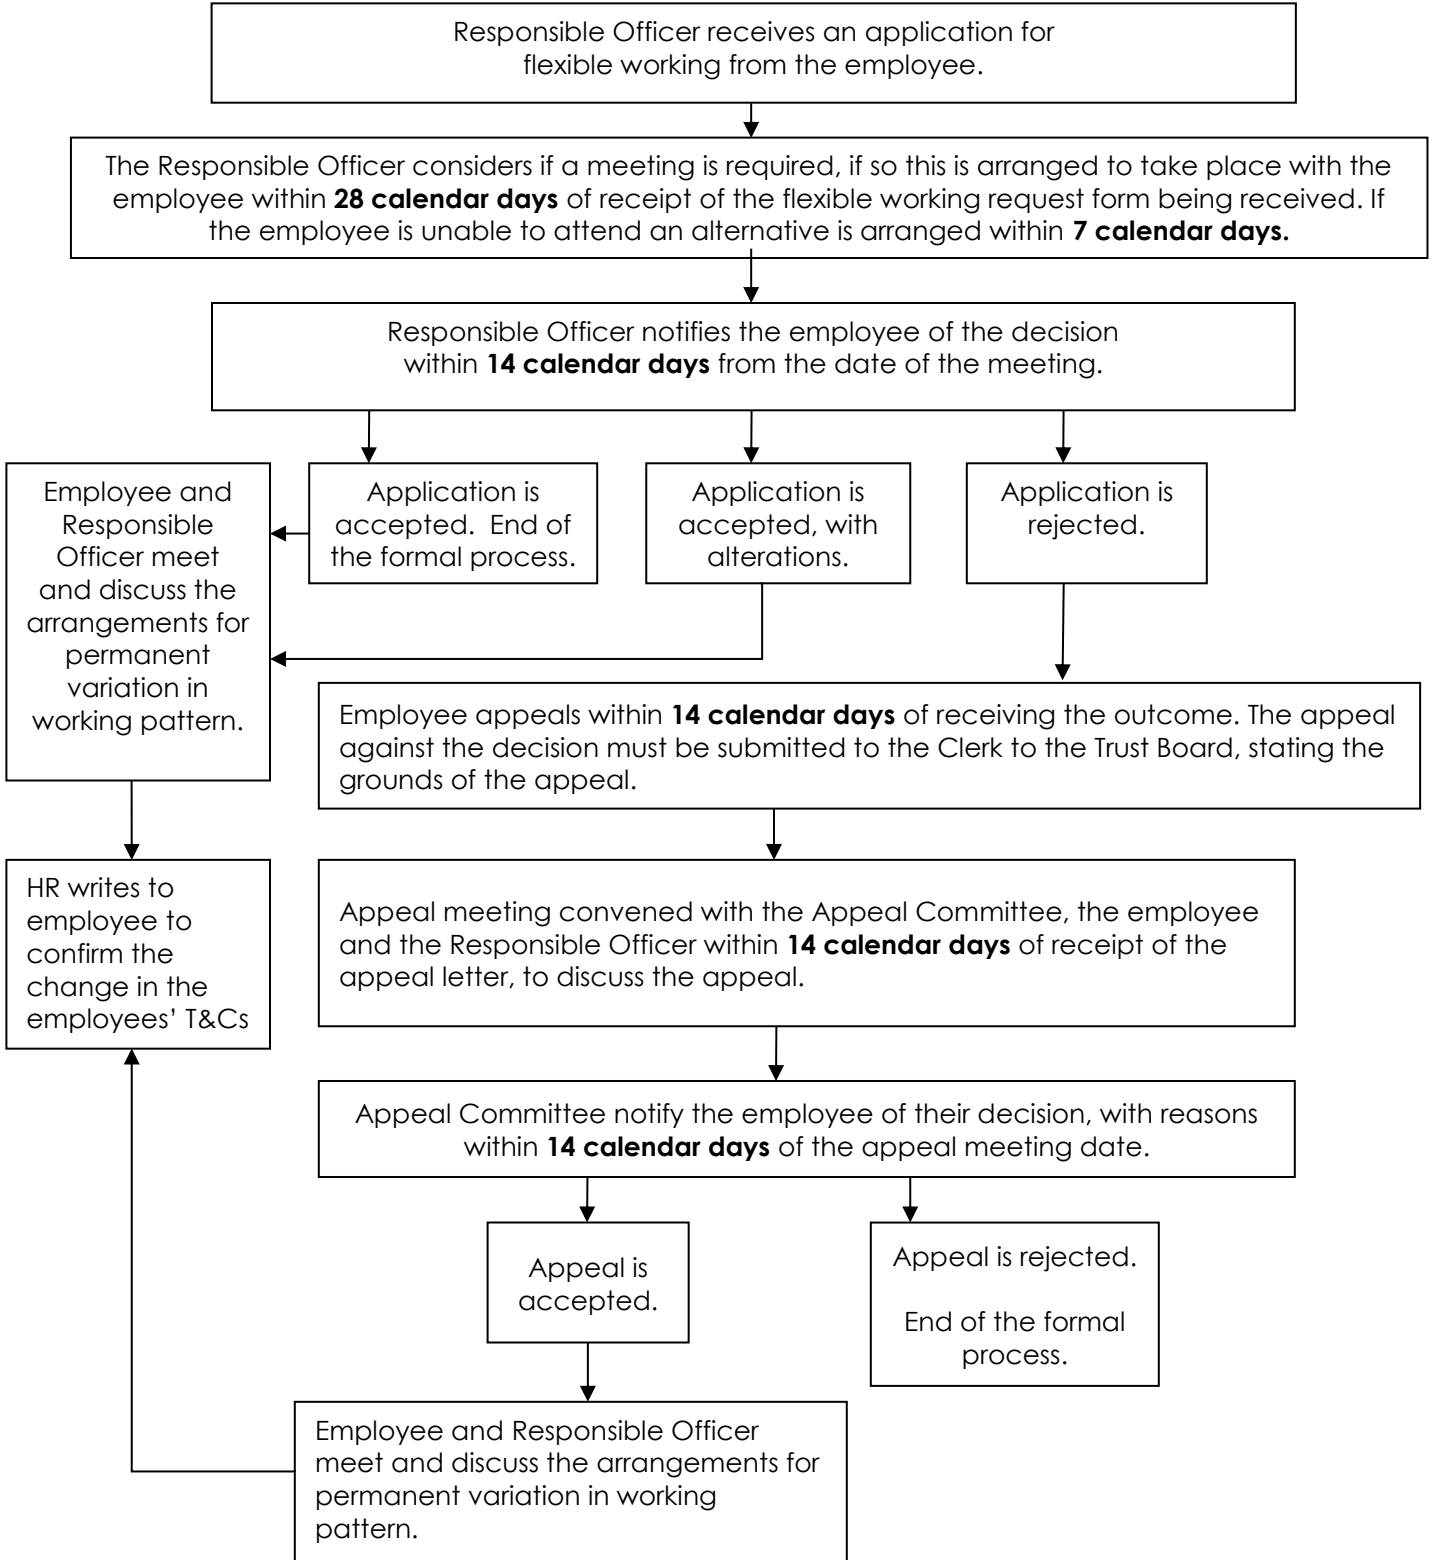 Responsible Officer receives an application for
flexible working from the employee.
The Responsible Officer considers if a meeting is required, if so this is arranged to take place with the
employee within 28 calendar days of receipt of the flexible working request form being received. If
the employee is unable to attend an alternative is arranged within 7 calendar days.
Responsible Officer notifies the employee of the decision
within 14 calendar days from the date of the meeting.
Employee and
Responsible
Officer meet
and discuss the
arrangements for
permanent
variation in
working pattern.
Application is
accepted. End of
the formal process.
Application is
accepted, with
alterations.
Application is
rejected.
Employee appeals within 14 calendar days of receiving the outcome. The appeal
against the decision must be submitted to the Clerk to the Trust Board, stating the
grounds of the appeal.
HR writes to
employee to
confirm the
change in the
employees’ T&Cs
Appeal meeting convened with the Appeal Committee, the employee
and the Responsible Officer within 14 calendar days of receipt of the
appeal letter, to discuss the appeal.
Appeal Committee notify the employee of their decision, with reasons
within 14 calendar days of the appeal meeting date.
Appeal is
accepted.
Appeal is rejected.
End of the formal
process.
Employee and Responsible Officer
meet and discuss the arrangements for
permanent variation in working
pattern.